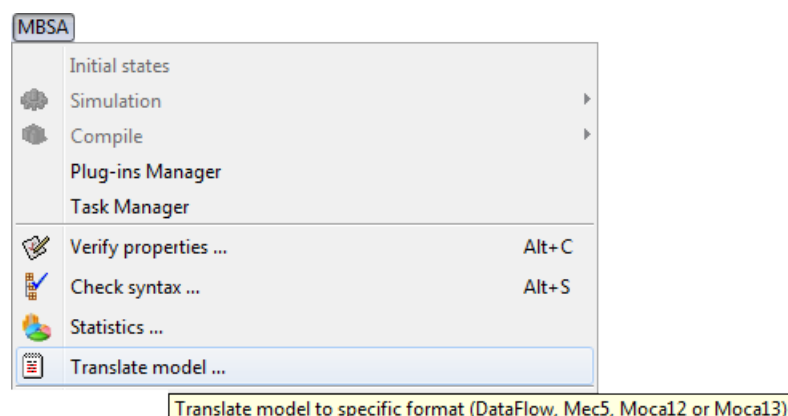 MBSA
Initial states
Simulation
Compile
Plug-ins Manager
Task Manager
Verify properties ... Alt+C
Check syntax ... Alt+S
Statistics ...
Translate model ...
Translate model to specific format (DataFlow, Mec5, Moca12 or Moca13)